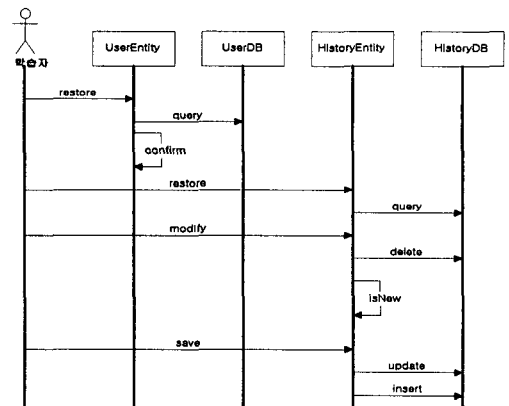 UserEntity
UserDB
HistoryEntity
HistoryDB
학습자
restore
query
confirm
restore
query
modify
delete
isNew
save
update
insert